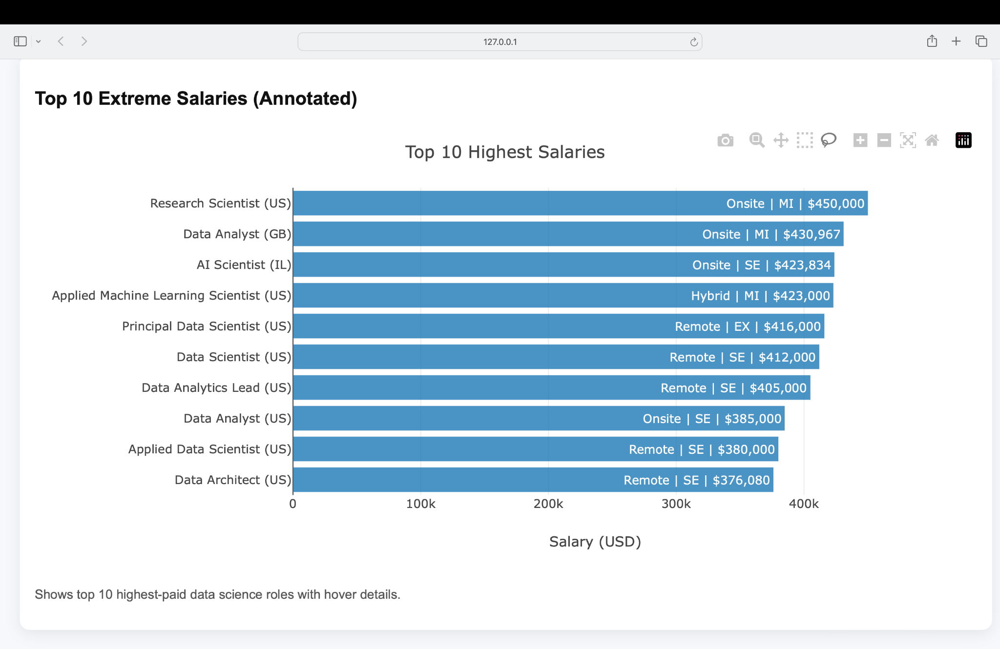 127.0.0.1
Top 10 Extreme Salaries (Annotated)
Top 10 Highest Salaries
Research Scientist (US) Onsite | MI | $450,000
Data Analyst (GB) Onsite | MI | $430,967
AI Scientist (IL) Onsite | SE | $423,834
Applied Machine Learning Scientist (US) Hybrid | MI | $423,000
Principal Data Scientist (US) Remote | EX | $416,000
Data Scientist (US) Remote | SE | $412,000
Data Analytics Lead (US) Remote | SE | $405,000
Data Analyst (US) Onsite | SE | $385,000
Applied Data Scientist (US) Remote | SE | $380,000
Data Architect (US) Remote | SE | $376,080
0 100k 200k 300k 400k
Salary (USD)
Shows top 10 highest-paid data science roles with hover details.